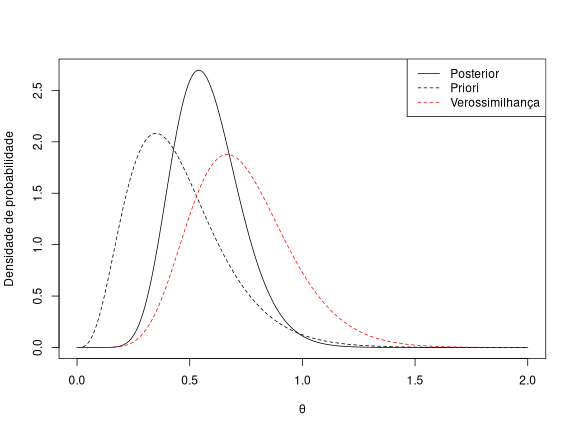 Posterior
Priori
Verossimilhança
Densidade de probabilidade
2.5
2.0
1.5
1.0
0.5
0.0
0.0 0.5 1.0 1.5 2.0
θ